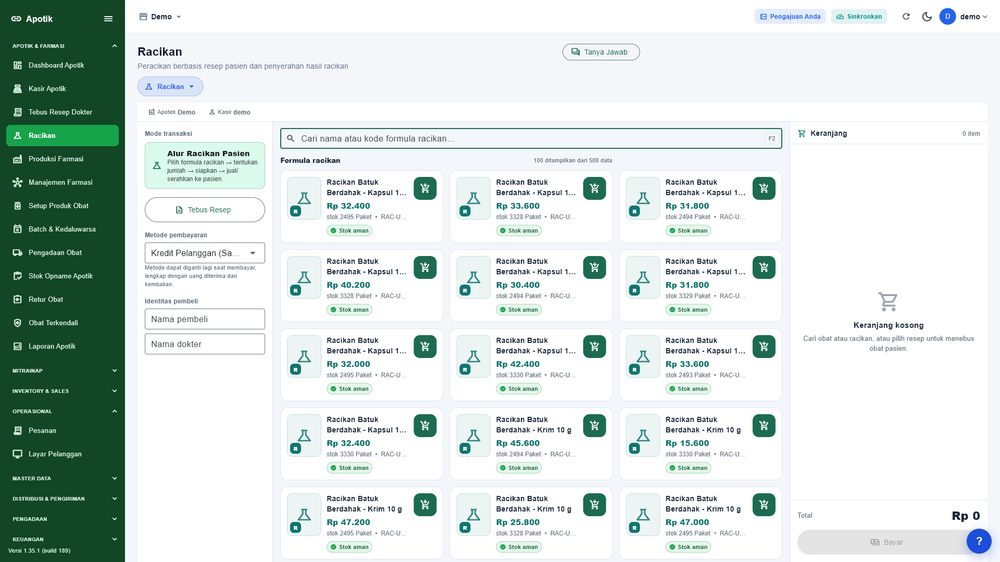 Apotik
APOTIK & FARMASI
Dashboard Apotik
Kasir Apotik
Tebus Resep Dokter
Racikan
Produksi Farmasi
Manajemen Farmasi
Setup Produk Obat
Batch & Kedaluwarsa
Pengadaan Obat
Stok Opname Apotik
Retur Obat
Obat Terkendali
Laporan Apotik
MITRAINAP
INVENTORY & SALES
OPERASIONAL
Pesanan
Layar Pelanggan
MASTER DATA
DISTRIBUSI & PENGIRIMAN
PENGADAAN
KEUANGAN
Versi 1.35.1 (build 189)
Demo
Pengajuan Anda
Sinkronkan
D
demo
Racikan
Peracikan berbasis resep pasien dan penyerahan hasil racikan
Tanya Jawab
Racikan
Apotek Demo
Kasir demo
Mode transaksi
Alur Racikan Pasien
Pilih formula racikan → tentukan
jumlah → siapkan → jual/
serahkan ke pasien.
Tebus Resep
Metode pembayaran
Kredit Pelanggan (Sa...
Metode dapat diganti lagi saat membayar,
lengkap dengan uang diterima dan
kembalian.
Identitas pembeli
Nama pembeli
Nama dokter
Cari nama atau kode formula racikan...
F2
Formula racikan
100 ditampilkan dari 500 data
R
Racikan Batuk
Berdahak - Kapsul 1...
Rp 32.400
stok 2495 Paket • RAC-U...
Stok aman
R
Racikan Batuk
Berdahak - Kapsul 1...
Rp 33.600
stok 3328 Paket • RAC-U...
Stok aman
R
Racikan Batuk
Berdahak - Kapsul 1...
Rp 31.800
stok 2494 Paket • RAC-U...
Stok aman
R
Racikan Batuk
Berdahak - Kapsul 1...
Rp 40.200
stok 3328 Paket • RAC-U...
Stok aman
R
Racikan Batuk
Berdahak - Kapsul 1...
Rp 30.400
stok 2494 Paket • RAC-U...
Stok aman
R
Racikan Batuk
Berdahak - Kapsul 1...
Rp 31.800
stok 3329 Paket • RAC-U...
Stok aman
R
Racikan Batuk
Berdahak - Kapsul 1...
Rp 32.000
stok 2495 Paket • RAC-U...
Stok aman
R
Racikan Batuk
Berdahak - Kapsul 1...
Rp 42.400
stok 3330 Paket • RAC-U...
Stok aman
R
Racikan Batuk
Berdahak - Kapsul 1...
Rp 33.600
stok 2493 Paket • RAC-U...
Stok aman
R
Racikan Batuk
Berdahak - Kapsul 1...
Rp 32.400
stok 3330 Paket • RAC-U...
Stok aman
R
Racikan Batuk
Berdahak - Krim 10 g
Rp 45.600
stok 2494 Paket • RAC-U...
Stok aman
R
Racikan Batuk
Berdahak - Krim 10 g
Rp 15.600
stok 3330 Paket • RAC-U...
Stok aman
R
Racikan Batuk
Berdahak - Krim 10 g
Rp 47.200
stok 2495 Paket • RAC-U...
Stok aman
R
Racikan Batuk
Berdahak - Krim 10 g
Rp 25.800
stok 3328 Paket • RAC-U...
Stok aman
R
Racikan Batuk
Berdahak - Krim 10 g
Rp 47.000
stok 2495 Paket • RAC-U...
Stok aman
Keranjang
0 item
Keranjang kosong
Cari obat atau racikan, atau pilih resep untuk menebus
obat pasien.
Total
Rp 0
Bayar
?